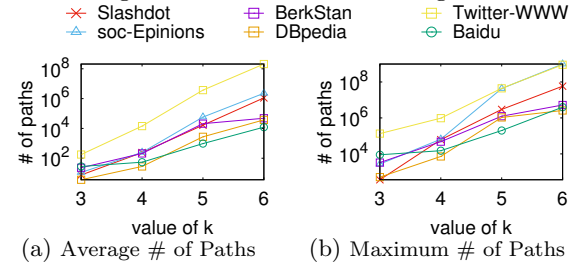 Slashdot BerkStan Twitter-WWW
soc-Epinions DBpedia Baidu
# of paths
10^8
10^6
10^4
10^2
3 4 5 6
value of k
(a) Average # of Paths
# of paths
10^8
10^6
10^4
3 4 5 6
value of k
(b) Maximum # of Paths